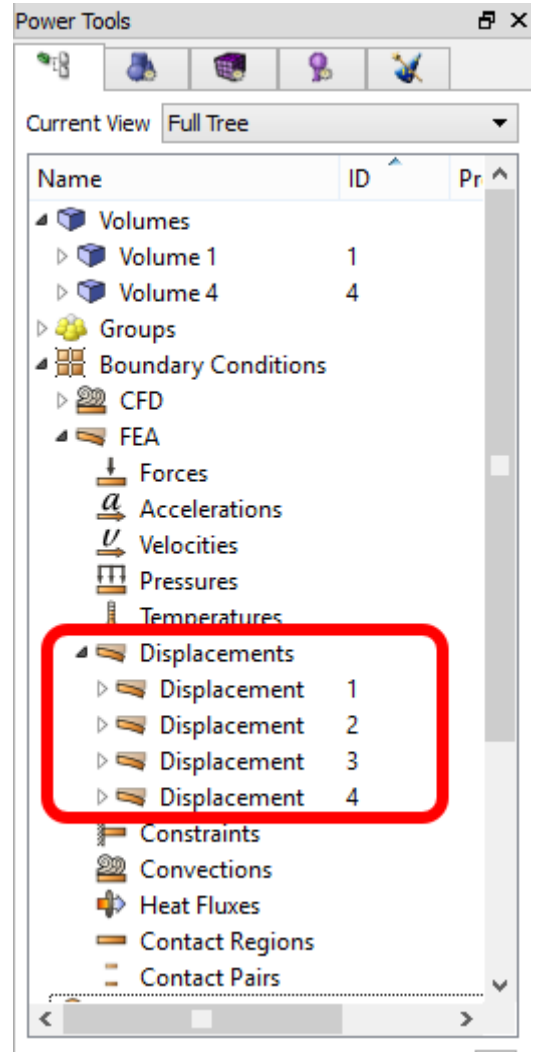 Power Tools
Current View Full Tree
Name ID Pr
Volumes
Volume 1 1
Volume 4 4
Groups
Boundary Conditions
CFD
FEA
Forces
a Accelerations
v Velocities
Pressures
Temperatures
Displacements
Displacement 1
Displacement 2
Displacement 3
Displacement 4
Constraints
Convections
Heat Fluxes
Contact Regions
Contact Pairs